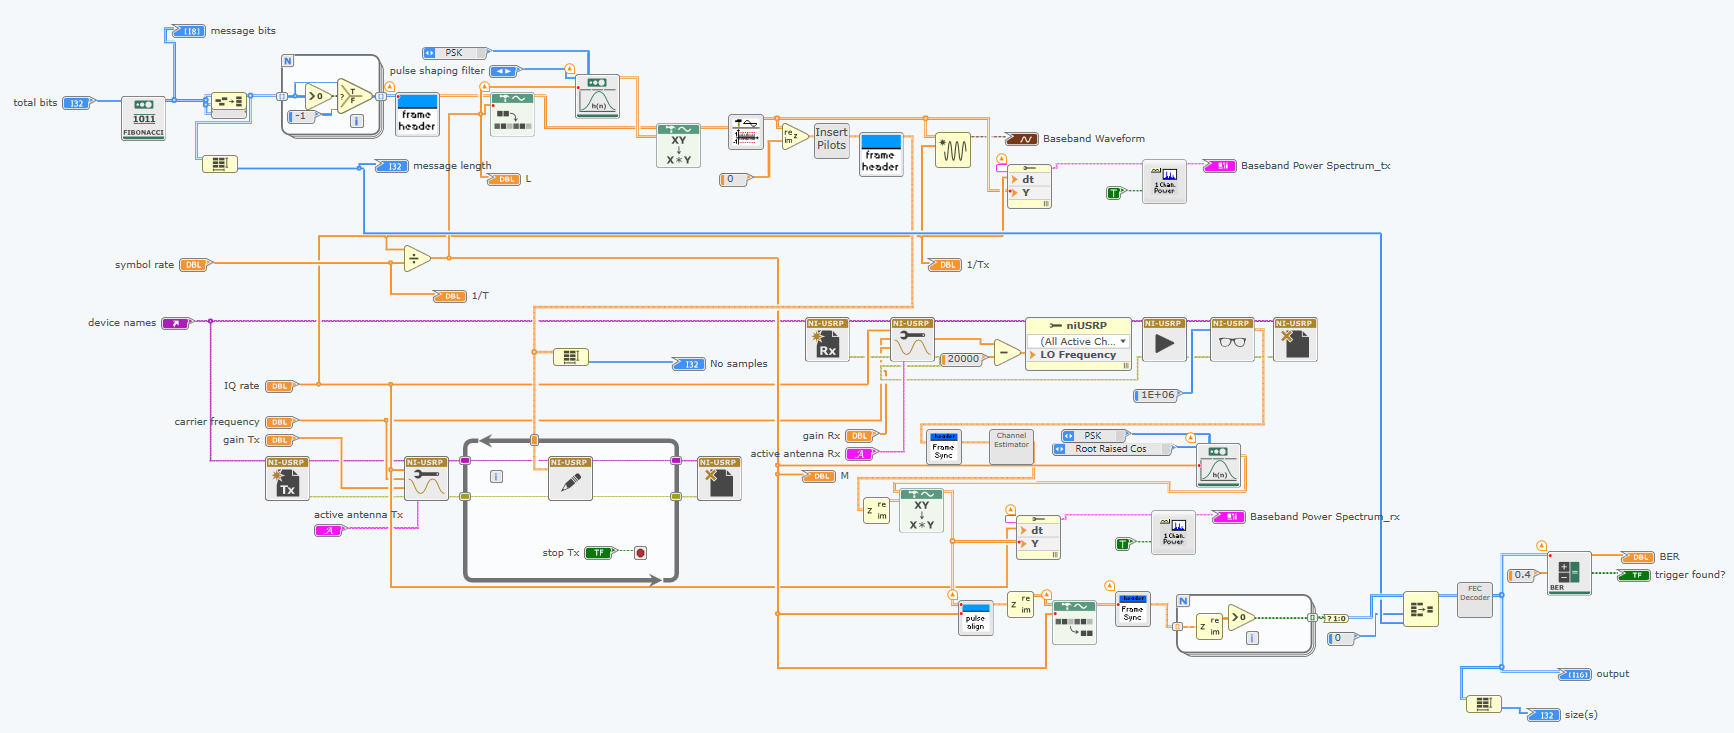 [I8] message bits
total bits I32
1011
FIBONACCI
N
>0
?
T
F
-1
i
PSK
pulse shaping filter
frame
header
h(n)
XY
X*Y
re
im
z
0
Insert
Pilots
frame
header
Baseband Waveform
dt
Y
T
1 Chan.
Power
Baseband Power Spectrum_tx
I32 message length
DBL L
symbol rate DBL
÷
DBL 1/T
DBL 1/Tx
device names
NI-USRP
Rx
NI-USRP
20000
niUSRP
(All Active Ch...
LO Frequency
NI-USRP
NI-USRP
NI-USRP
1E+06
I32 No samples
IQ rate DBL
carrier frequency DBL
gain Tx DBL
gain Rx DBL
active antenna Rx
DBL M
NI-USRP
Tx
NI-USRP
i
NI-USRP
NI-USRP
active antenna Tx
stop Tx TF
header
Frame
Sync
Channel
Estimator
PSK
Root Raised Cos
h(n)
z
re
im
XY
X*Y
dt
Y
T
1 Chan.
Power
Baseband Power Spectrum_rx
pulse
align
z
re
im
header
Frame
Sync
N
z
re
im
>0
i
? 1:0
0
FEC
Decoder
0.4
BER
DBL BER
TF trigger found?
[I16] output
I32 size(s)